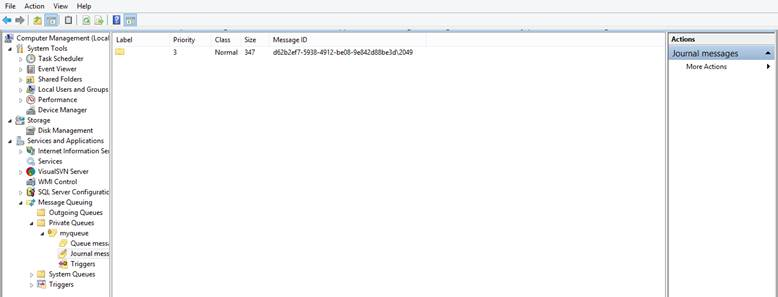 File Action View Help
Computer Management (Local
System Tools
Task Scheduler
Event Viewer
Shared Folders
Local Users and Groups
Performance
Device Manager
Storage
Disk Management
Services and Applications
Internet Information Se
Services
VisualSVN Server
WMI Control
SQL Server Configuratio
Message Queuing
Outgoing Queues
Private Queues
myqueue
Queue messa
Journal mess
Triggers
System Queues
Triggers
Label Priority Class Size Message ID
3 Normal 347 d62b2ef7-5938-4912-be08-9e842d88be3d\2049
Actions
Journal messages
More Actions